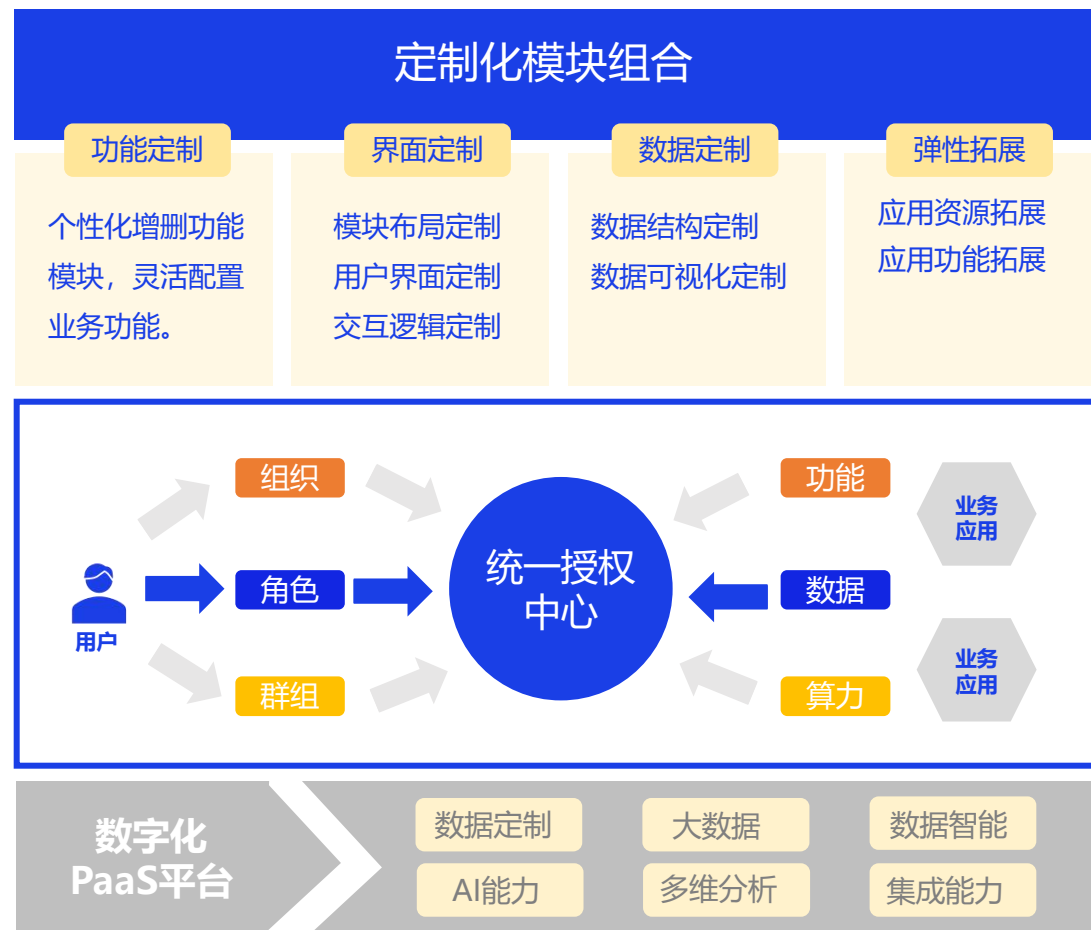 定制化模块组合
功能定制
个性化增删功能
模块，灵活配置
业务功能。
界面定制
模块布局定制
用户界面定制
交互逻辑定制
数据定制
数据结构定制
数据可视化定制
弹性拓展
应用资源拓展
应用功能拓展
用户
组织
角色
群组
统一授权
中心
功能
数据
算力
业务
应用
业务
应用
数字化
PaaS平台
数据定制
大数据
数据智能
AI能力
多维分析
集成能力